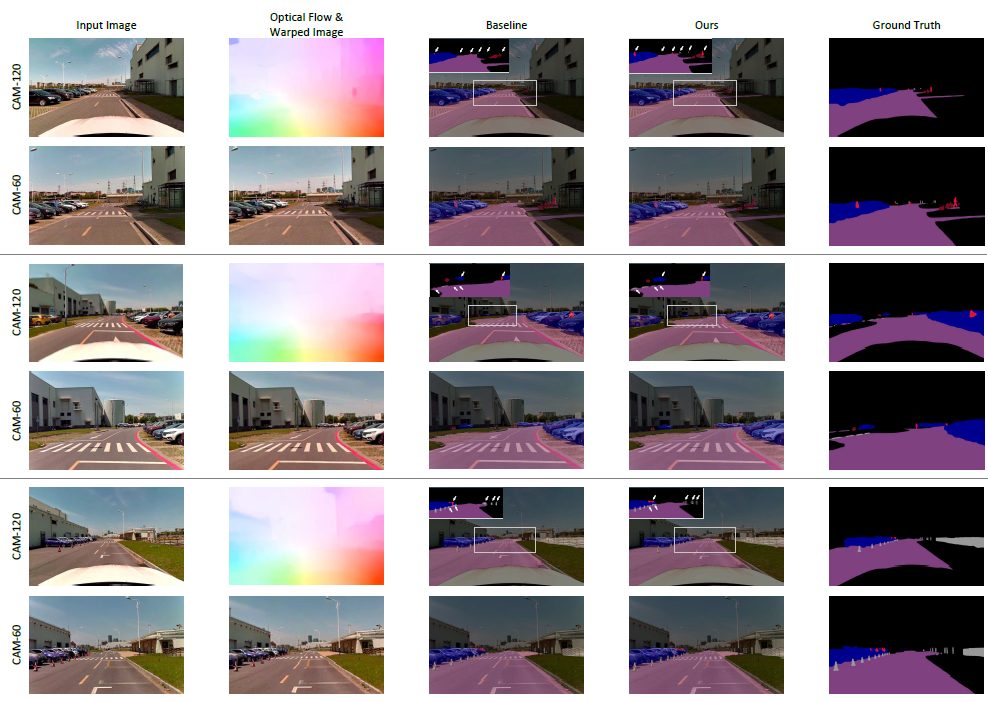 Input Image
Optical Flow &
Warped Image
Baseline
Ours
Ground Truth
CAM-120
CAM-60
CAM-120
CAM-60
CAM-120
CAM-60